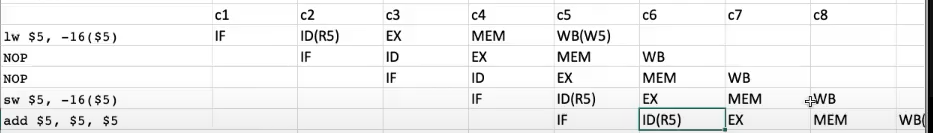 c1 c2 c3 c4 c5 c6 c7 c8
lw $5, -16($5) IF ID(R5) EX MEM WB(W5)
NOP IF ID EX MEM WB
NOP IF ID EX MEM WB
sw $5, -16($5) IF ID(R5) EX MEM WB
add $5, $5, $5 IF ID(R5) EX MEM WB(